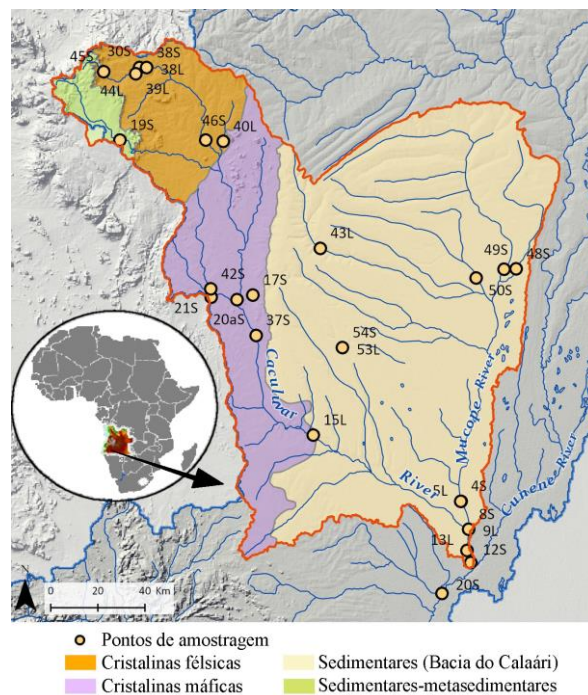 45S 30S 38S
38L
44L 39L
19S 46S 40L
43L
49S 48S
42S 17S 50S
21S 20aS
37S
54S
53L
Caculuvar
15L
Mucope River
Cunene River
River
5L 4S
8S
9L
13L 12S
20S
N
0 20 40 Km
Pontos de amostragem
Cristalinas félsicas Sedimentares (Bacia do Calaári)
Cristalinas máficas Sedimentares-metasedimentares